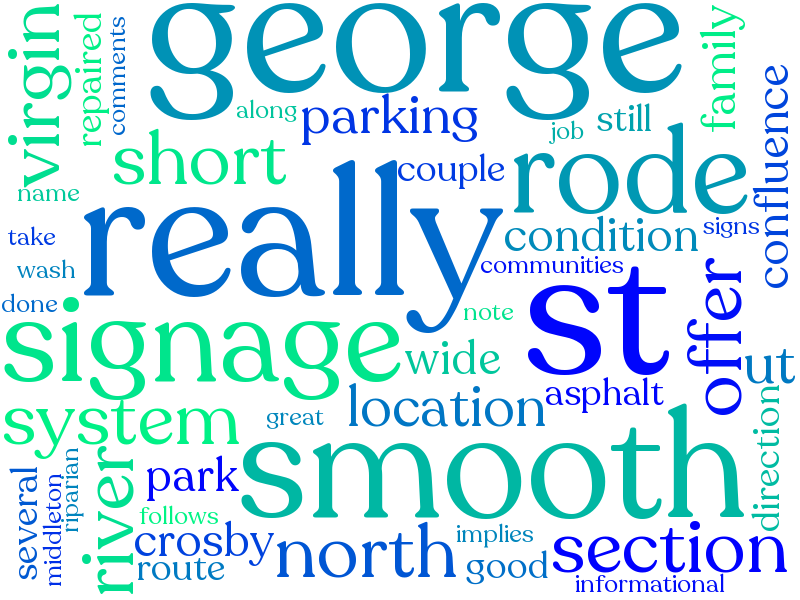 george
virgin
repaired
comments
family
along
parking
job
still
confluence
short
couple
rode
name
really
condition
signs
take
wash
communities
done
st
offer
signage
note
wide
ut
system
location
asphalt
great
smooth
direction
several
middleton
riparian
river
park
follows
crosby
north
implies
section
route
good
informational